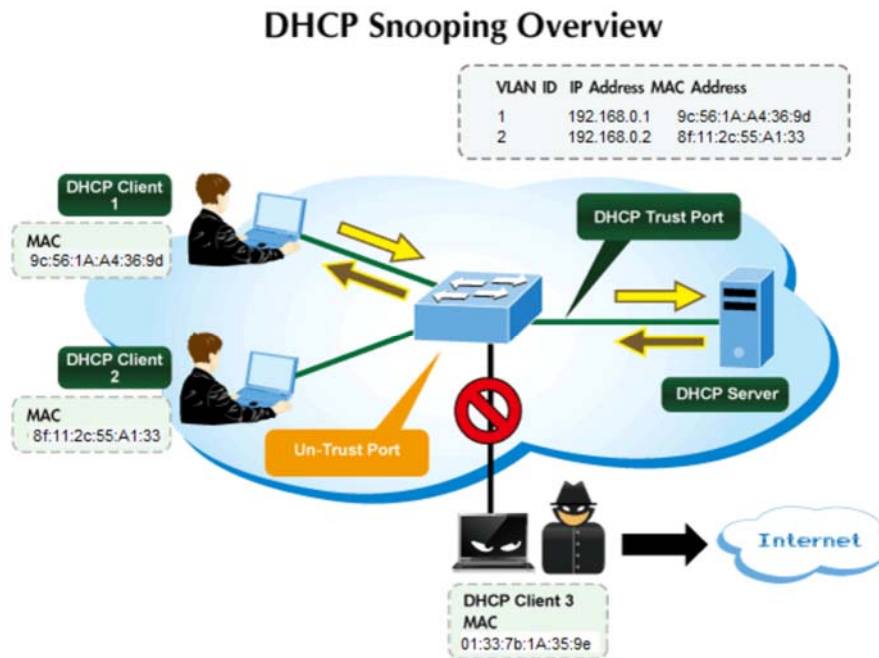 DHCP Snooping Overview
VLAN ID IP Address MAC Address
1 192.168.0.1 9c:56:1A:A4:36:9d
2 192.168.0.2 8f:11:2c:55:A1:33
DHCP Client
1
MAC
9c:56:1A:A4:36:9d
DHCP Trust Port
DHCP Client
2
MAC
8f:11:2c:55:A1:33
Un-Trust Port
DHCP Server
Internet
DHCP Client 3
MAC
01:33:7b:1A:35:9e